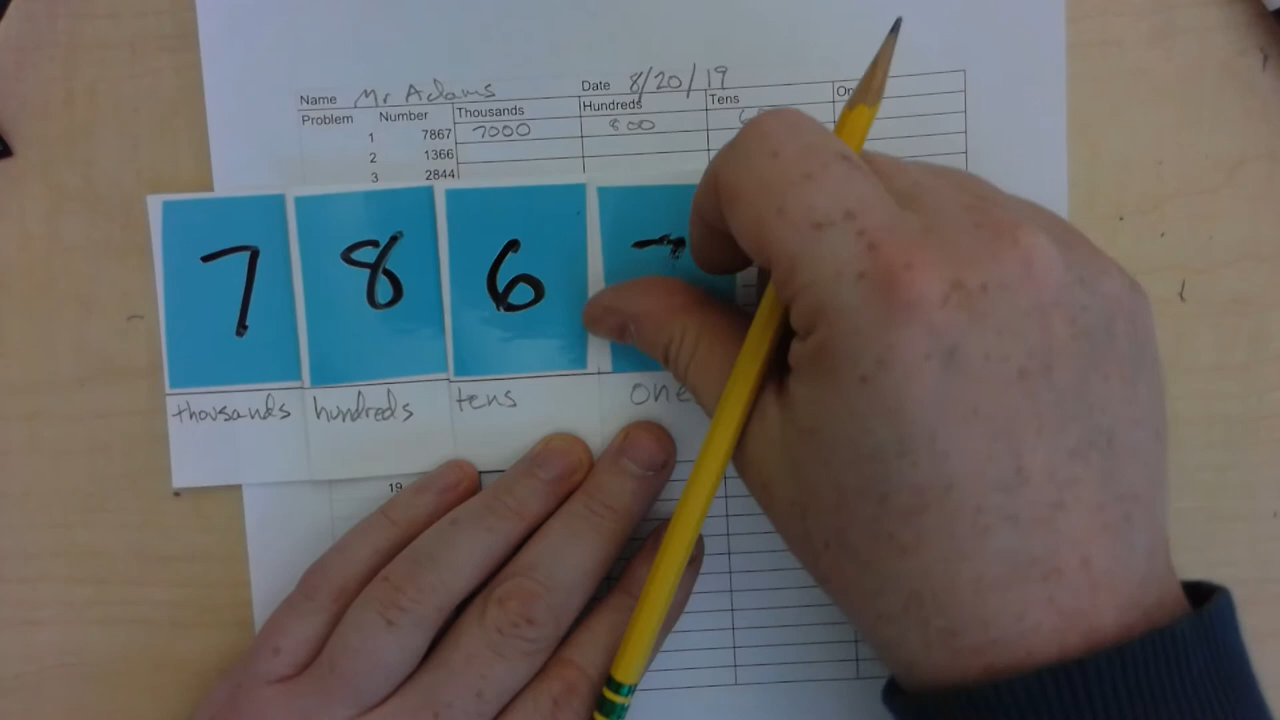 Name Mr Adams Date 8/20/19
Problem Number Thousands Hundreds Tens
1 7867 7000 800
2 1366
3 2844
7 8 6
thousands hundreds tens
19